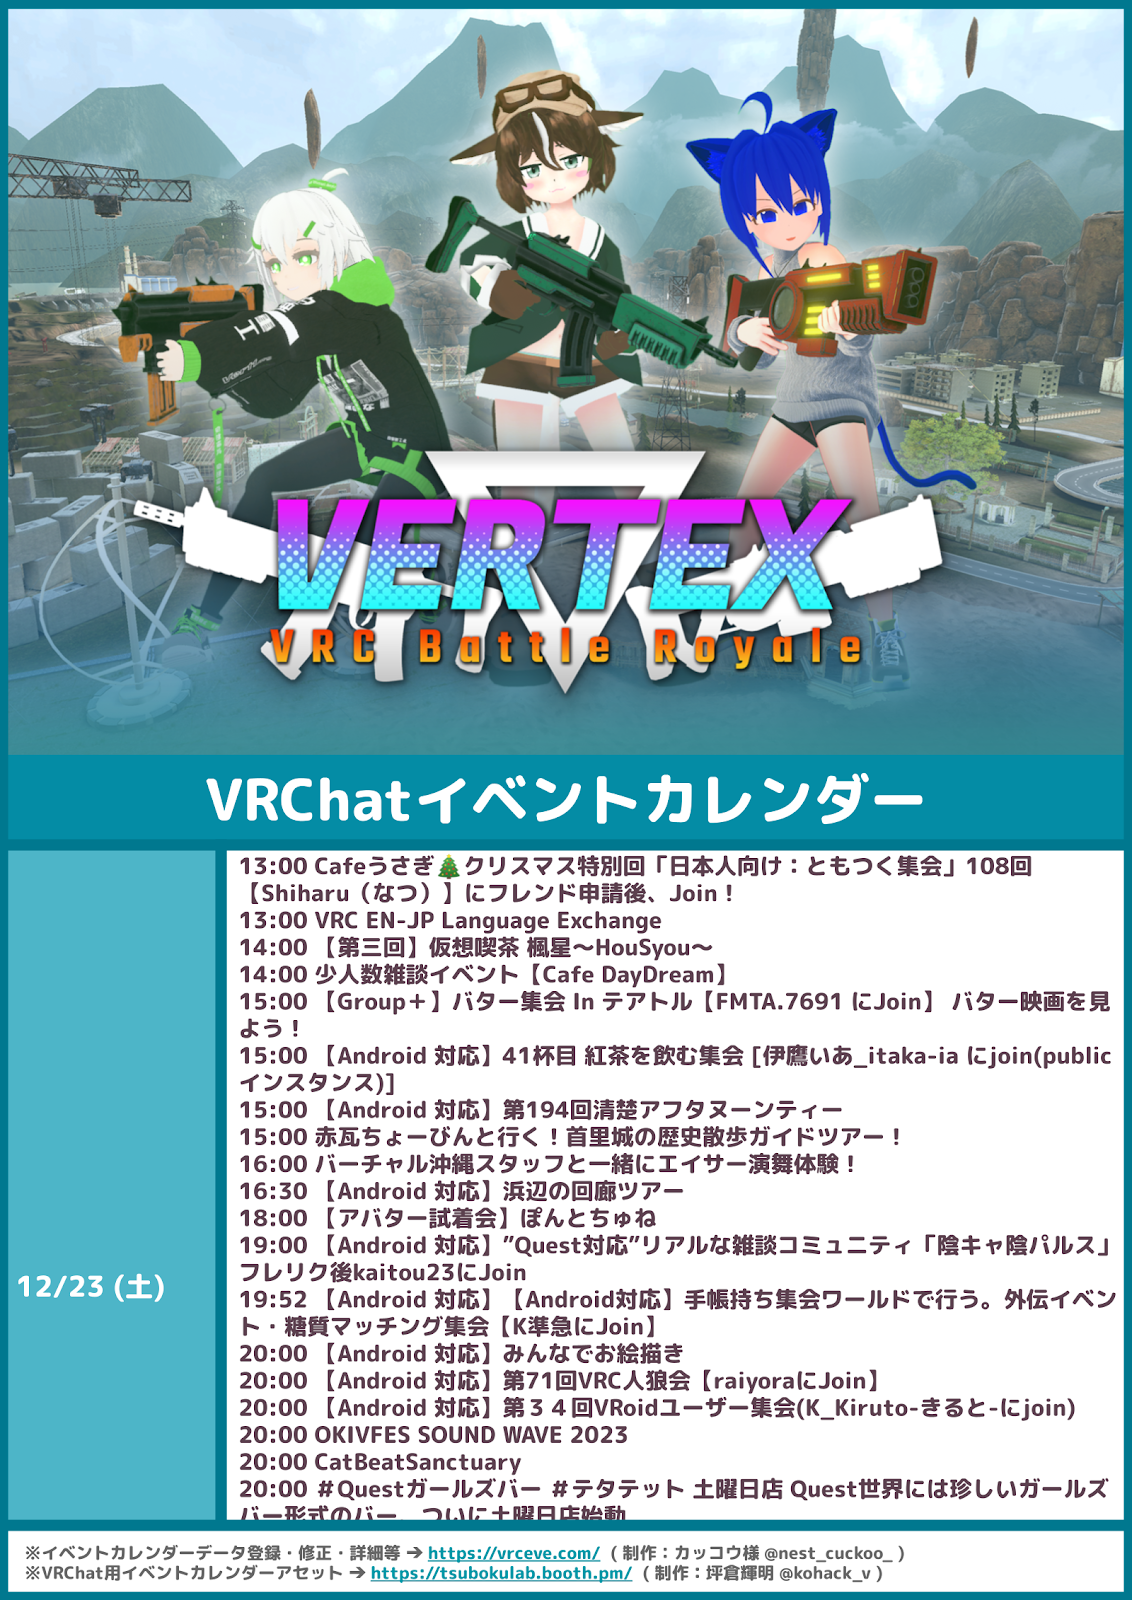 VERTEX
VRC Battle Royale
VRChatイベントカレンダー
12/23 (土)
13:00 Cafeうさぎ🎄クリスマス特別回「日本人向け：ともつく集会」108回
【Shiharu（なつ）】にフレンド申請後、Join！
13:00 VRC EN-JP Language Exchange
14:00 【第三回】仮想喫茶 楓星～HouSyou～
14:00 少人数雑談イベント【Cafe DayDream】
15:00 【Group＋】バター集会 In テアトル【FMTA.7691 にJoin】 バター映画を見
よう！
15:00 【Android 対応】41杯目 紅茶を飲む集会 [伊鷹いあ_itaka-ia にjoin(public
インスタンス)]
15:00 【Android 対応】第194回清楚アフタヌーンティー
15:00 赤瓦ちょーびんと行く！首里城の歴史散歩ガイドツアー！
16:00 バーチャル沖縄スタッフと一緒にエイサー演舞体験！
16:30 【Android 対応】浜辺の回廊ツアー
18:00 【アバター試着会】ぽんとちゅね
19:00 【Android 対応】”Quest対応”リアルな雑談コミュニティ「陰キャ陰パルス」
フレリク後kaitou23にJoin
19:52 【Android 対応】【Android対応】手帳持ち集会ワールドで行う。外伝イベン
ト・糖質マッチング集会【K準急にJoin】
20:00 【Android 対応】みんなでお絵描き
20:00 【Android 対応】第71回VRC人狼会【raiyoraにJoin】
20:00 【Android 対応】第３４回VRoidユーザー集会(K_Kiruto-きると-にjoin)
20:00 OKIVFES SOUND WAVE 2023
20:00 CatBeatSanctuary
20:00 ＃Questガールズバー ＃テタテット 土曜日店 Quest世界には珍しいガールズ
バー形式のバー、ついに土曜日店始動
※イベントカレンダーデータ登録・修正・詳細等 → https://vrceve.com/ （ 制作：カッコウ様 @nest_cuckoo_ ）
※VRChat用イベントカレンダーアセット → https://tsubokulab.booth.pm/ （ 制作：坪倉輝明 @kohack_v ）